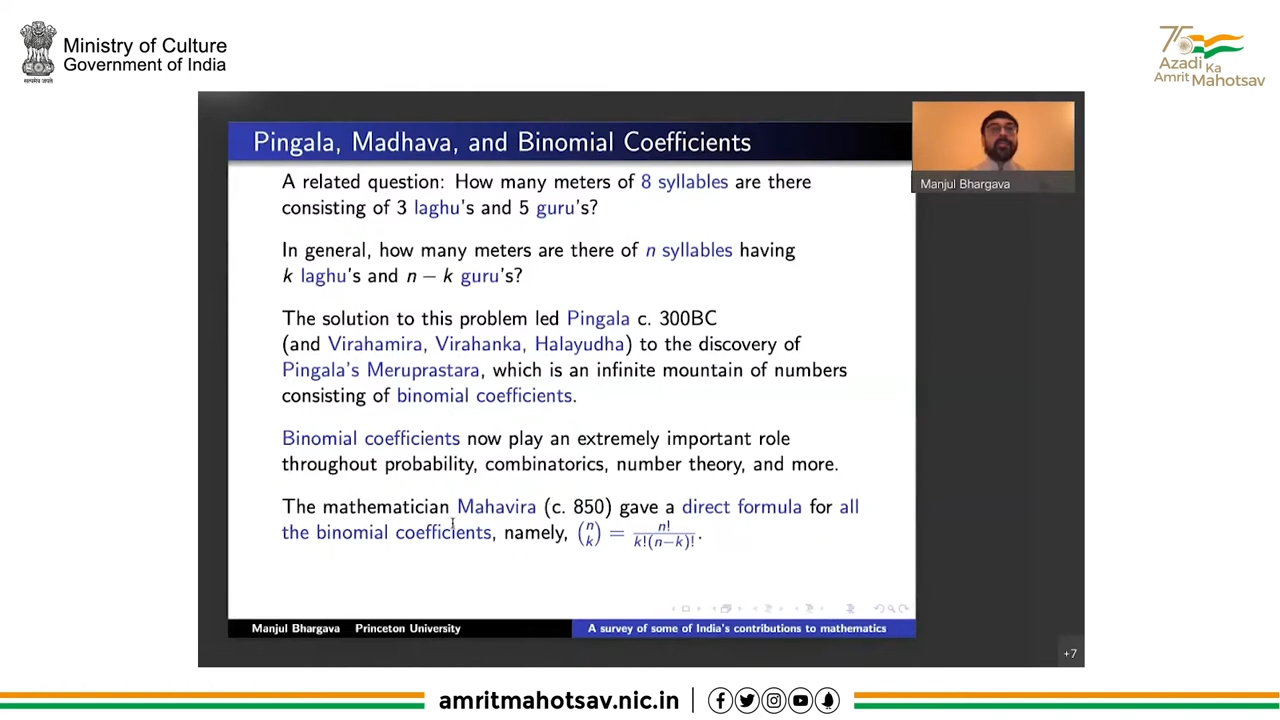 सत्यमेव जयते
Ministry of Culture
Government of India
75
Azadi
Ka
Amrit
Mahotsav
Pingala, Madhava, and Binomial Coefficients
Manjul Bhargava
A related question: How many meters of 8 syllables are there
consisting of 3 laghu's and 5 guru's?
In general, how many meters are there of n syllables having
k laghu's and n − k guru's?
The solution to this problem led Pingala c. 300BC
(and Virahamira, Virahanka, Halayudha) to the discovery of
Pingala's Meruprastara, which is an infinite mountain of numbers
consisting of binomial coefficients.
Binomial coefficients now play an extremely important role
throughout probability, combinatorics, number theory, and more.
The mathematician Mahavira (c. 850) gave a direct formula for all
the binomial coefficients, namely, (n k) = n!/k!(n−k)!.
Manjul Bhargava Princeton University
A survey of some of India's contributions to mathematics
+7
amritmahotsav.nic.in